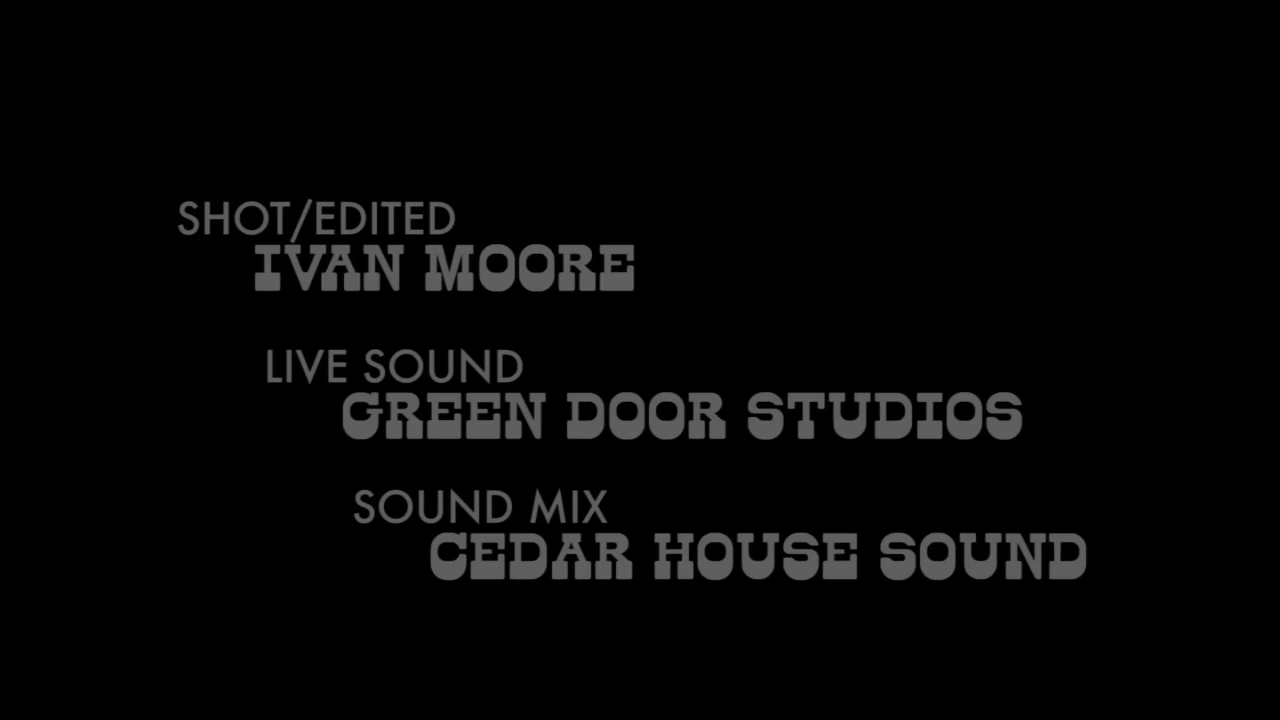 SHOT/EDITED
IVAN MOORE
LIVE SOUND
GREEN DOOR STUDIOS
SOUND MIX
CEDAR HOUSE SOUND